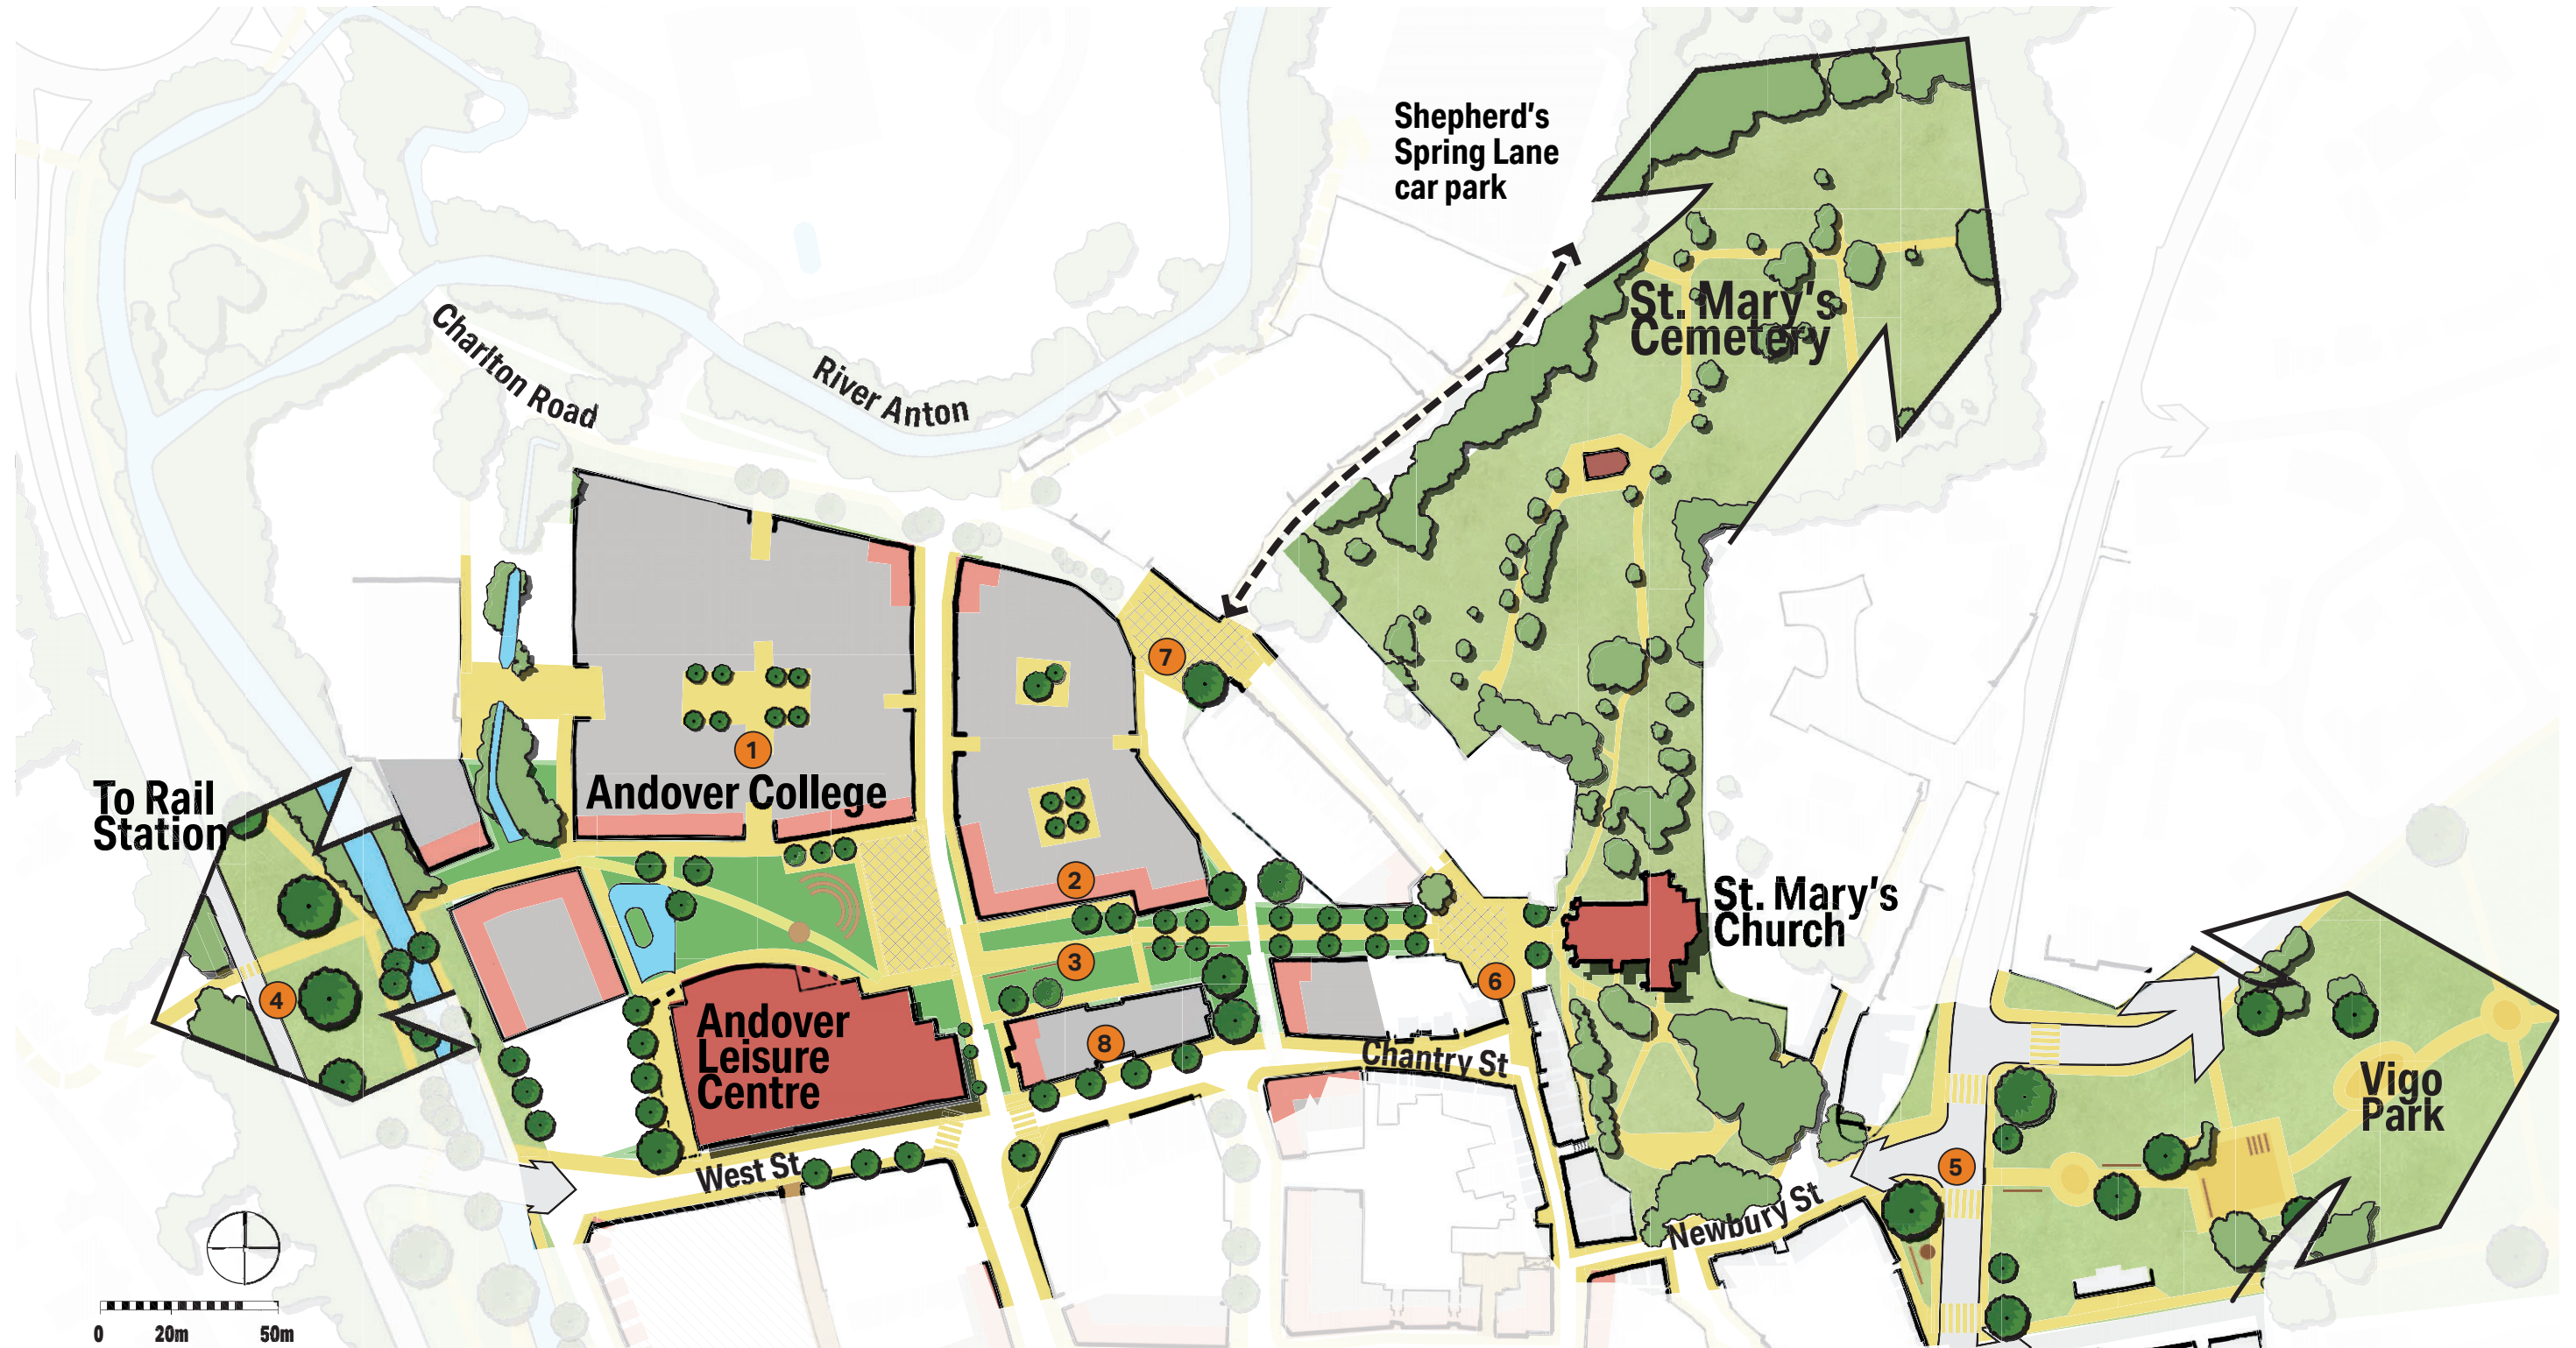 Shepherd's
Spring Lane
car park
St. Mary's
Cemetery
Charlton Road
River Anton
7
1
Andover College
To Rail
Station
2
St. Mary's
Church
3
6
4
Andover
Leisure
Centre
8
Chantry St
Vigo
Park
West St
5
Newbury St
0 20m 50m